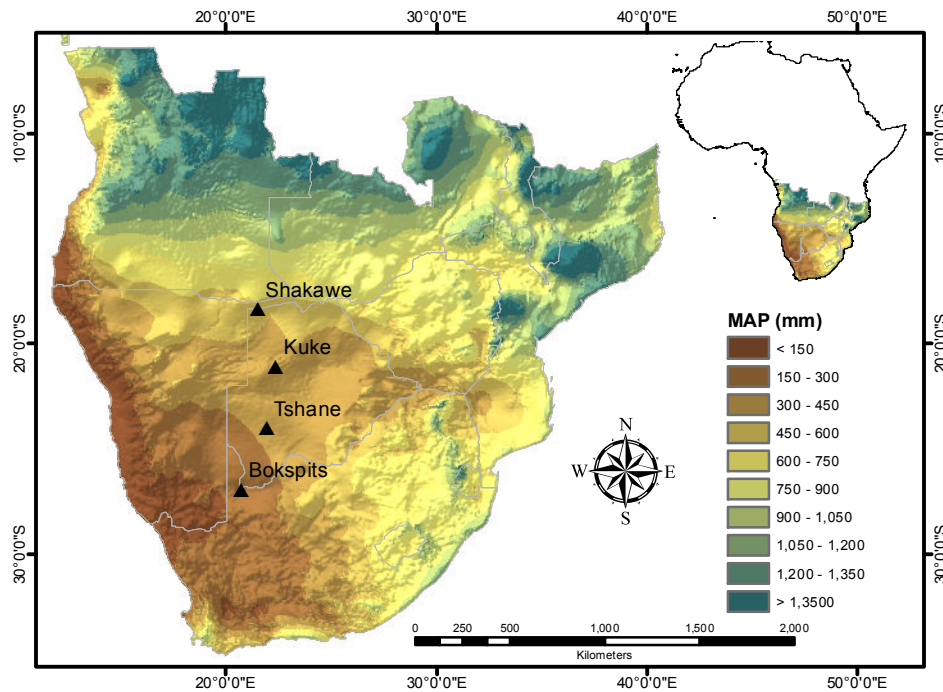 20°0'0"E 30°0'0"E 40°0'0"E 50°0'0"E
10°0'0"S
10°0'0"S
20°0'0"S
20°0'0"S
30°0'0"S
30°0'0"S
Shakawe
Kuke
Tshane
Bokspits
MAP (mm)
< 150
150 - 300
300 - 450
450 - 600
600 - 750
750 - 900
900 - 1,050
1,050 - 1,200
1,200 - 1,350
> 1,3500
N
W E
S
0 250 500 1,000 1,500 2,000
Kilometers
20°0'0"E 30°0'0"E 40°0'0"E 50°0'0"E